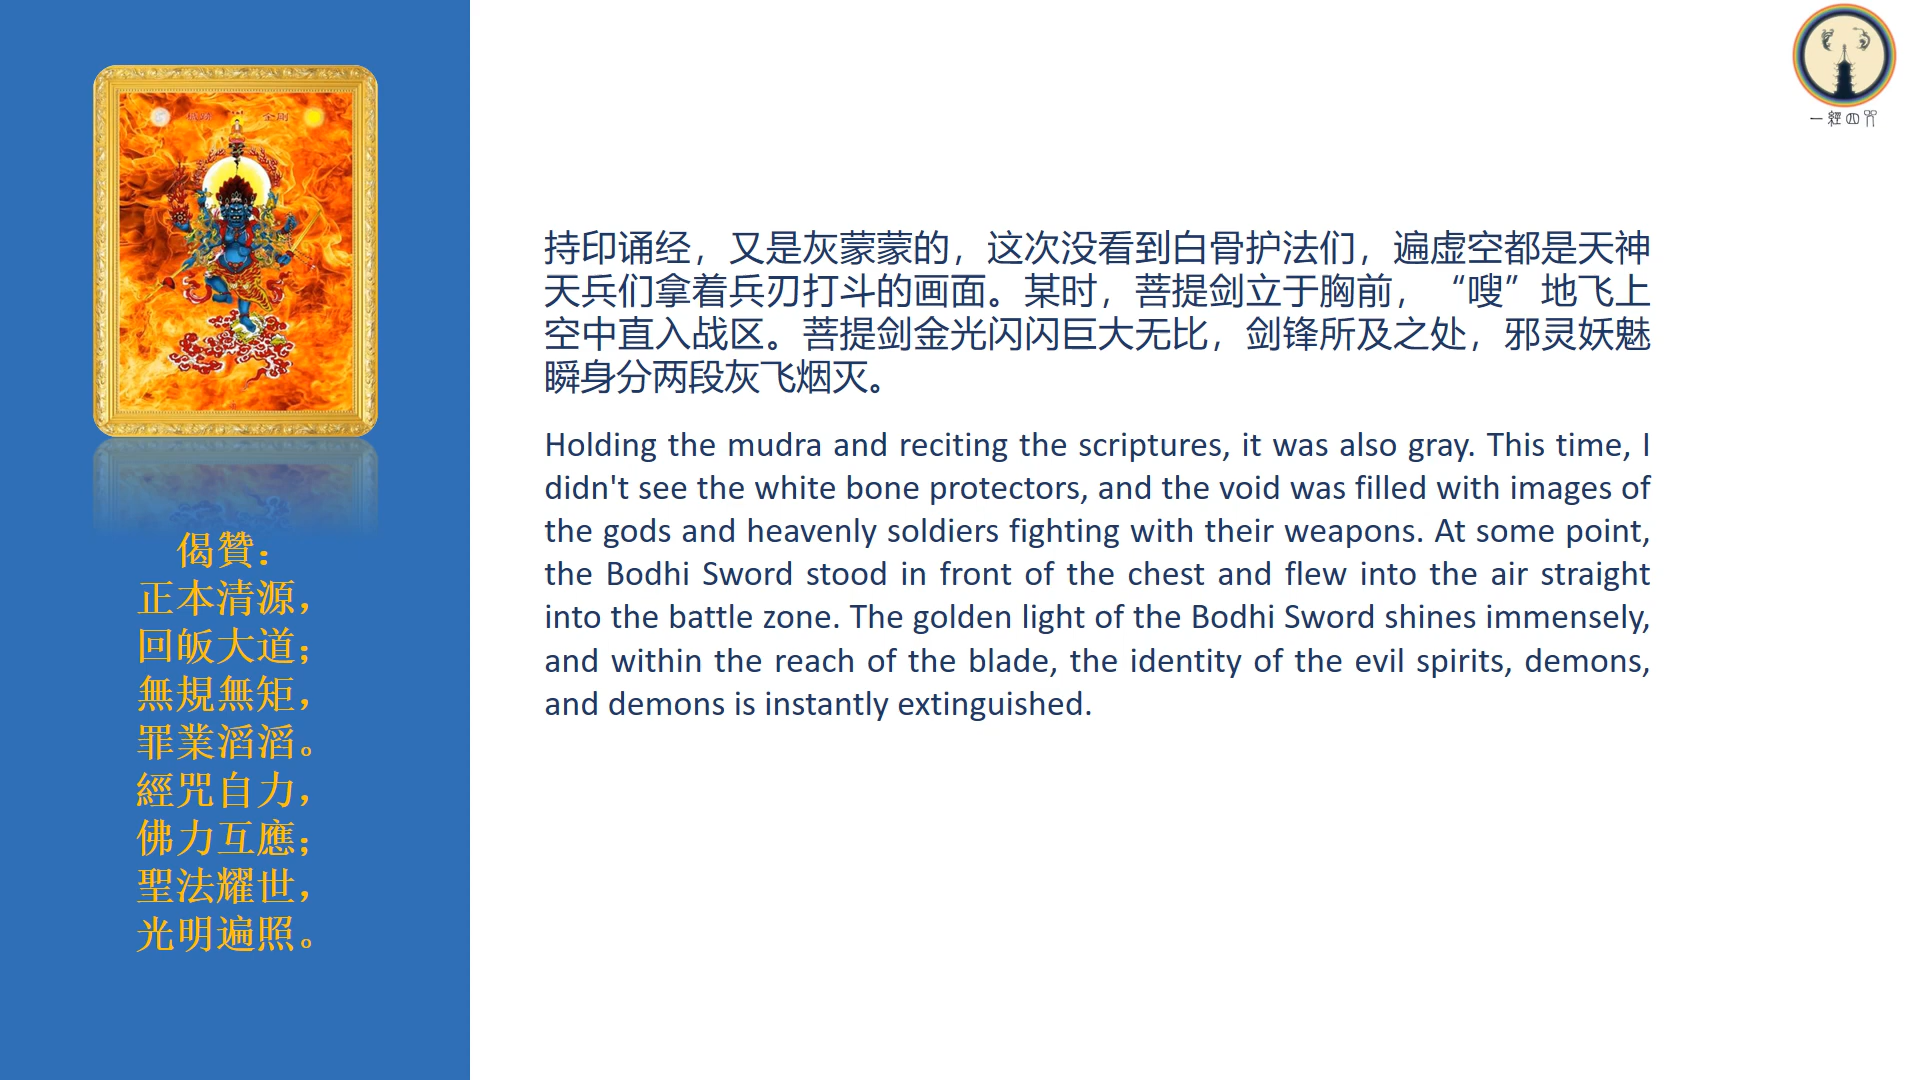 金剛
偈贊：
正本清源，
回皈大道；
無規無矩，
罪業滔滔。
經咒自力，
佛力互應；
聖法耀世，
光明遍照。
持印诵经，又是灰蒙蒙的，这次没看到白骨护法们，遍虚空都是天神
天兵们拿着兵刃打斗的画面。某时，菩提剑立于胸前，“嗖”地飞上
空中直入战区。菩提剑金光闪闪巨大无比，剑锋所及之处，邪灵妖魅
瞬身分两段灰飞烟灭。
Holding the mudra and reciting the scriptures, it was also gray. This time, I
didn't see the white bone protectors, and the void was filled with images of
the gods and heavenly soldiers fighting with their weapons. At some point,
the Bodhi Sword stood in front of the chest and flew into the air straight
into the battle zone. The golden light of the Bodhi Sword shines immensely,
and within the reach of the blade, the identity of the evil spirits, demons,
and demons is instantly extinguished.
一經四咒